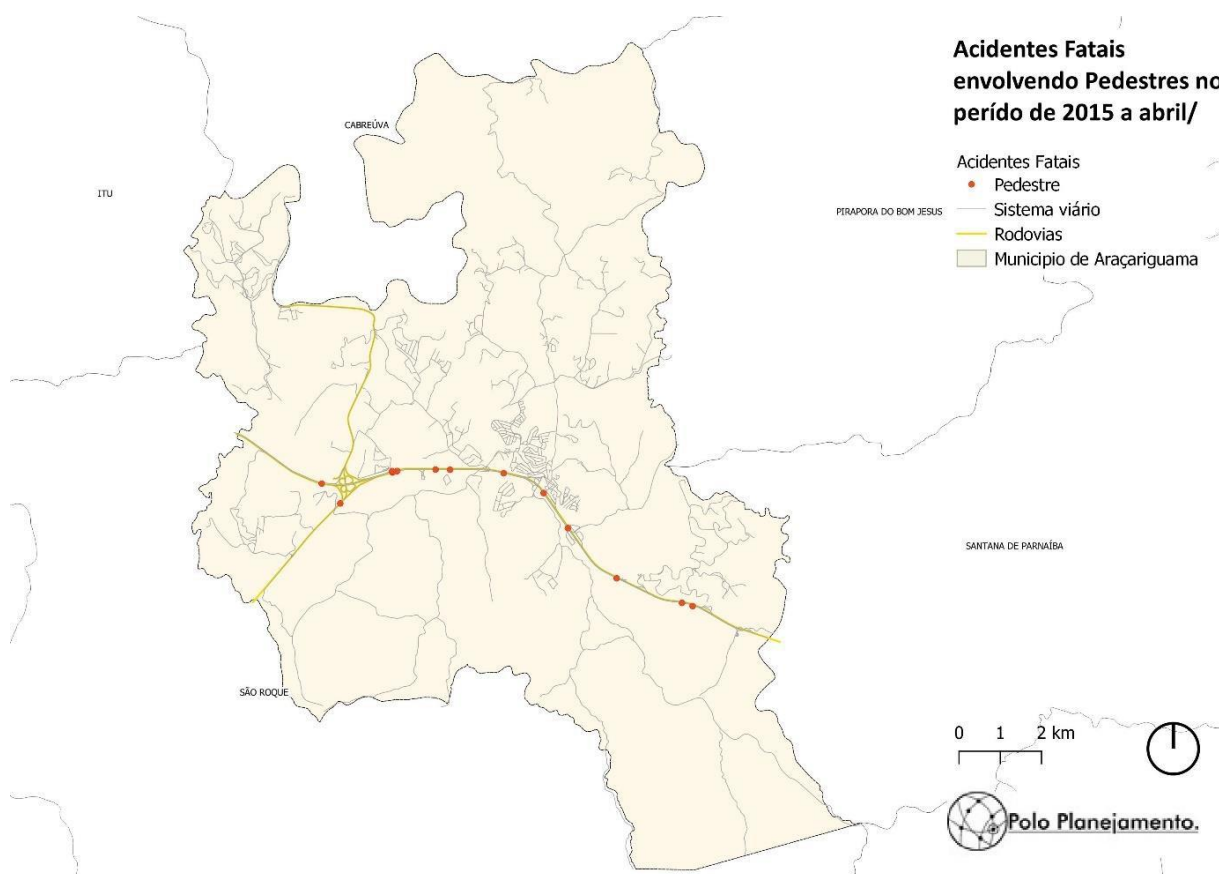 Acidentes Fatais
envolvendo Pedestres no
perído de 2015 a abril/
CABREÚVA
Acidentes Fatais
Pedestre
ITU
PIRAPORA DO BOM JESUS
Sistema viário
Rodovias
Municipio de Araçariguama
SANTANA DE PARNAÍBA
SÃO ROQUE
0 1 2 km
Polo Planejamento.